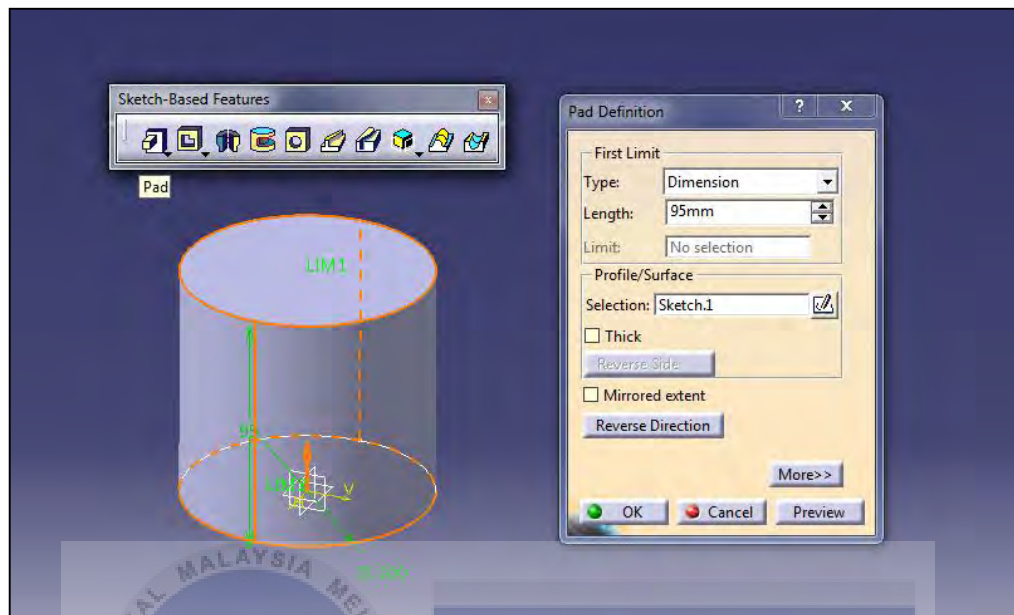 Sketch-Based Features
x
Pad
LIM1
95
V
Pad Definition
? X
First Limit
Type: Dimension
Length: 95mm
Limit: No selection
Profile/Surface
Selection: Sketch.1
Thick
Reverse Side
Mirrored extent
Reverse Direction
More>>
OK Cancel Preview
MALAYSIA